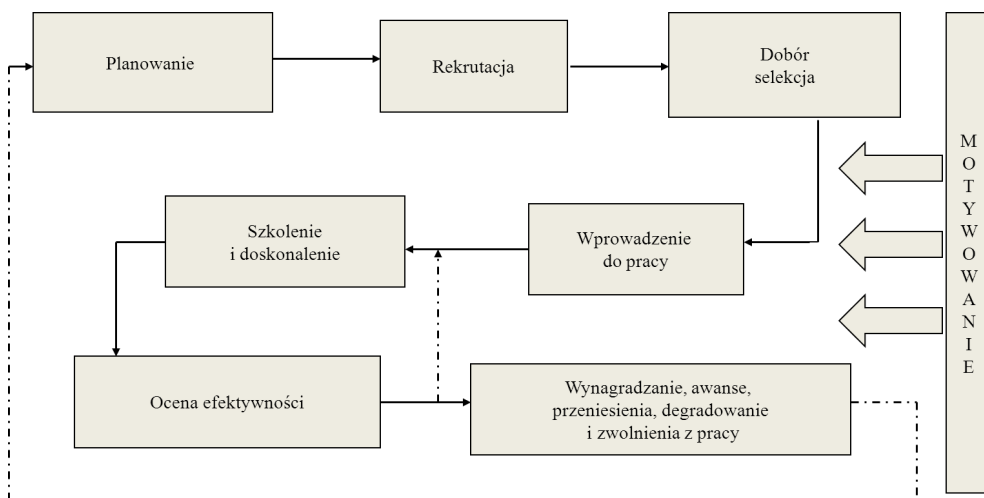 Planowanie
Rekrutacja
Dobór
selekcja
Szkolenie
i doskonalenie
Wprowadzenie
do pracy
Ocena efektywności
Wynagradzanie, awanse,
przeniesienia, degradowanie
i zwolnienia z pracy
M
O
T
Y
W
O
W
A
N
I
E